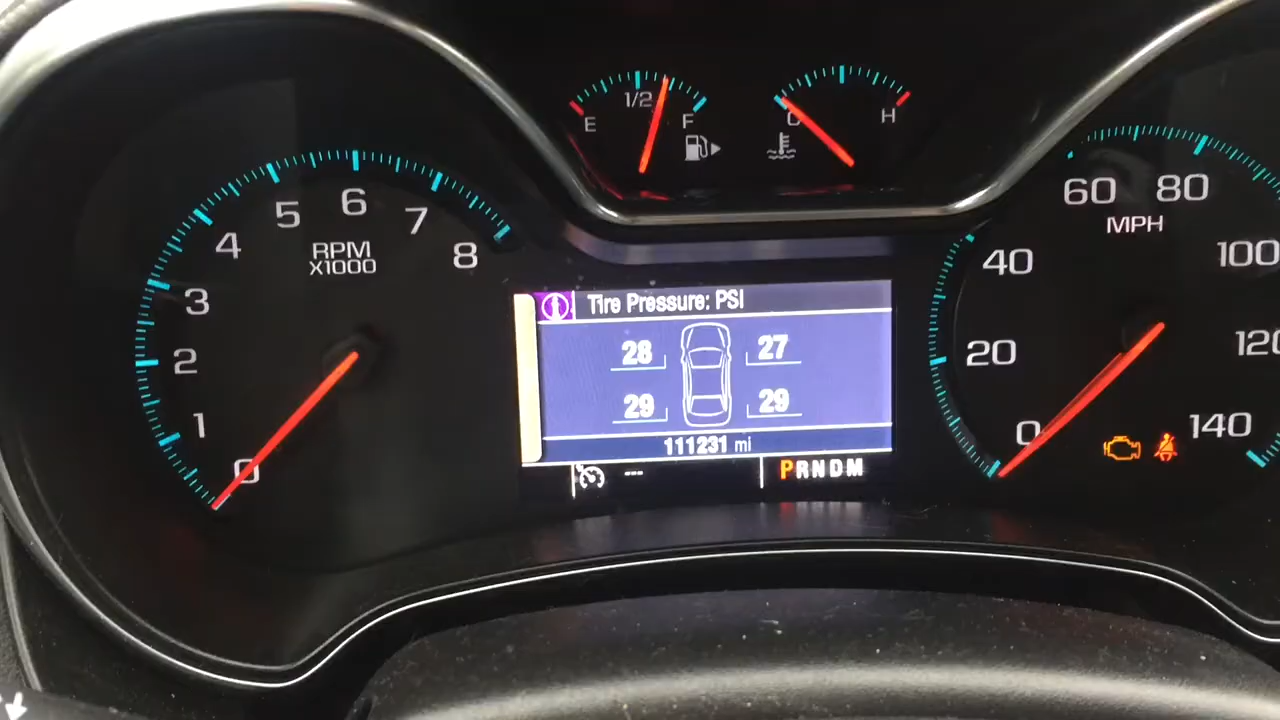 E 1/2 F
C H
0 1 2 3 4 5 6 7 8
RPM
X1000
Tire Pressure: PSI
28 27
29 29
111231 mi
---
PRNDM
0 20 40 60 80 100 120 140
MPH